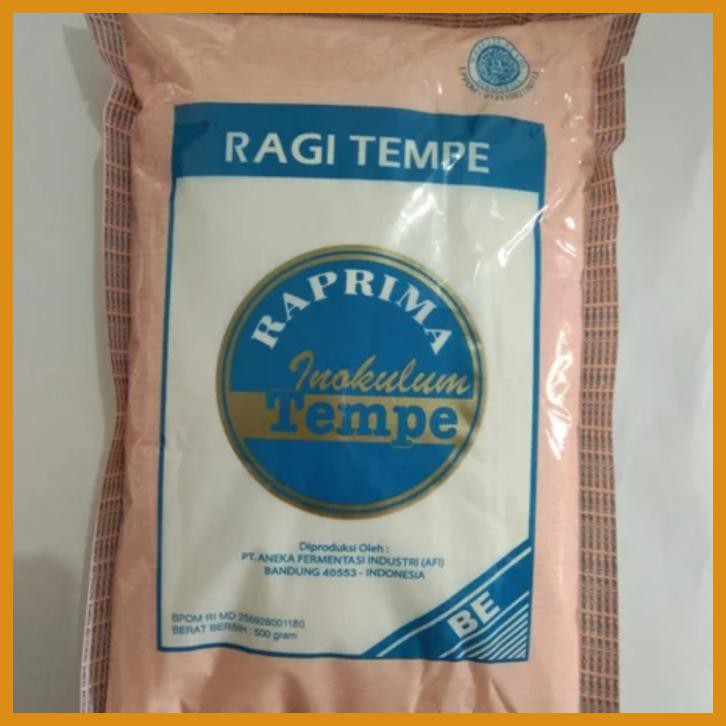 RAGI TEMPE
RAPRIMA
Inokulum
Tempe
Diproduksi Oleh :
PT. ANEKA FERMENTASI INDUSTRI (AFI)
BANDUNG 40553 - INDONESIA
BE
BPOM RI MD 256928001180
BERAT BERSIH : 500 gram